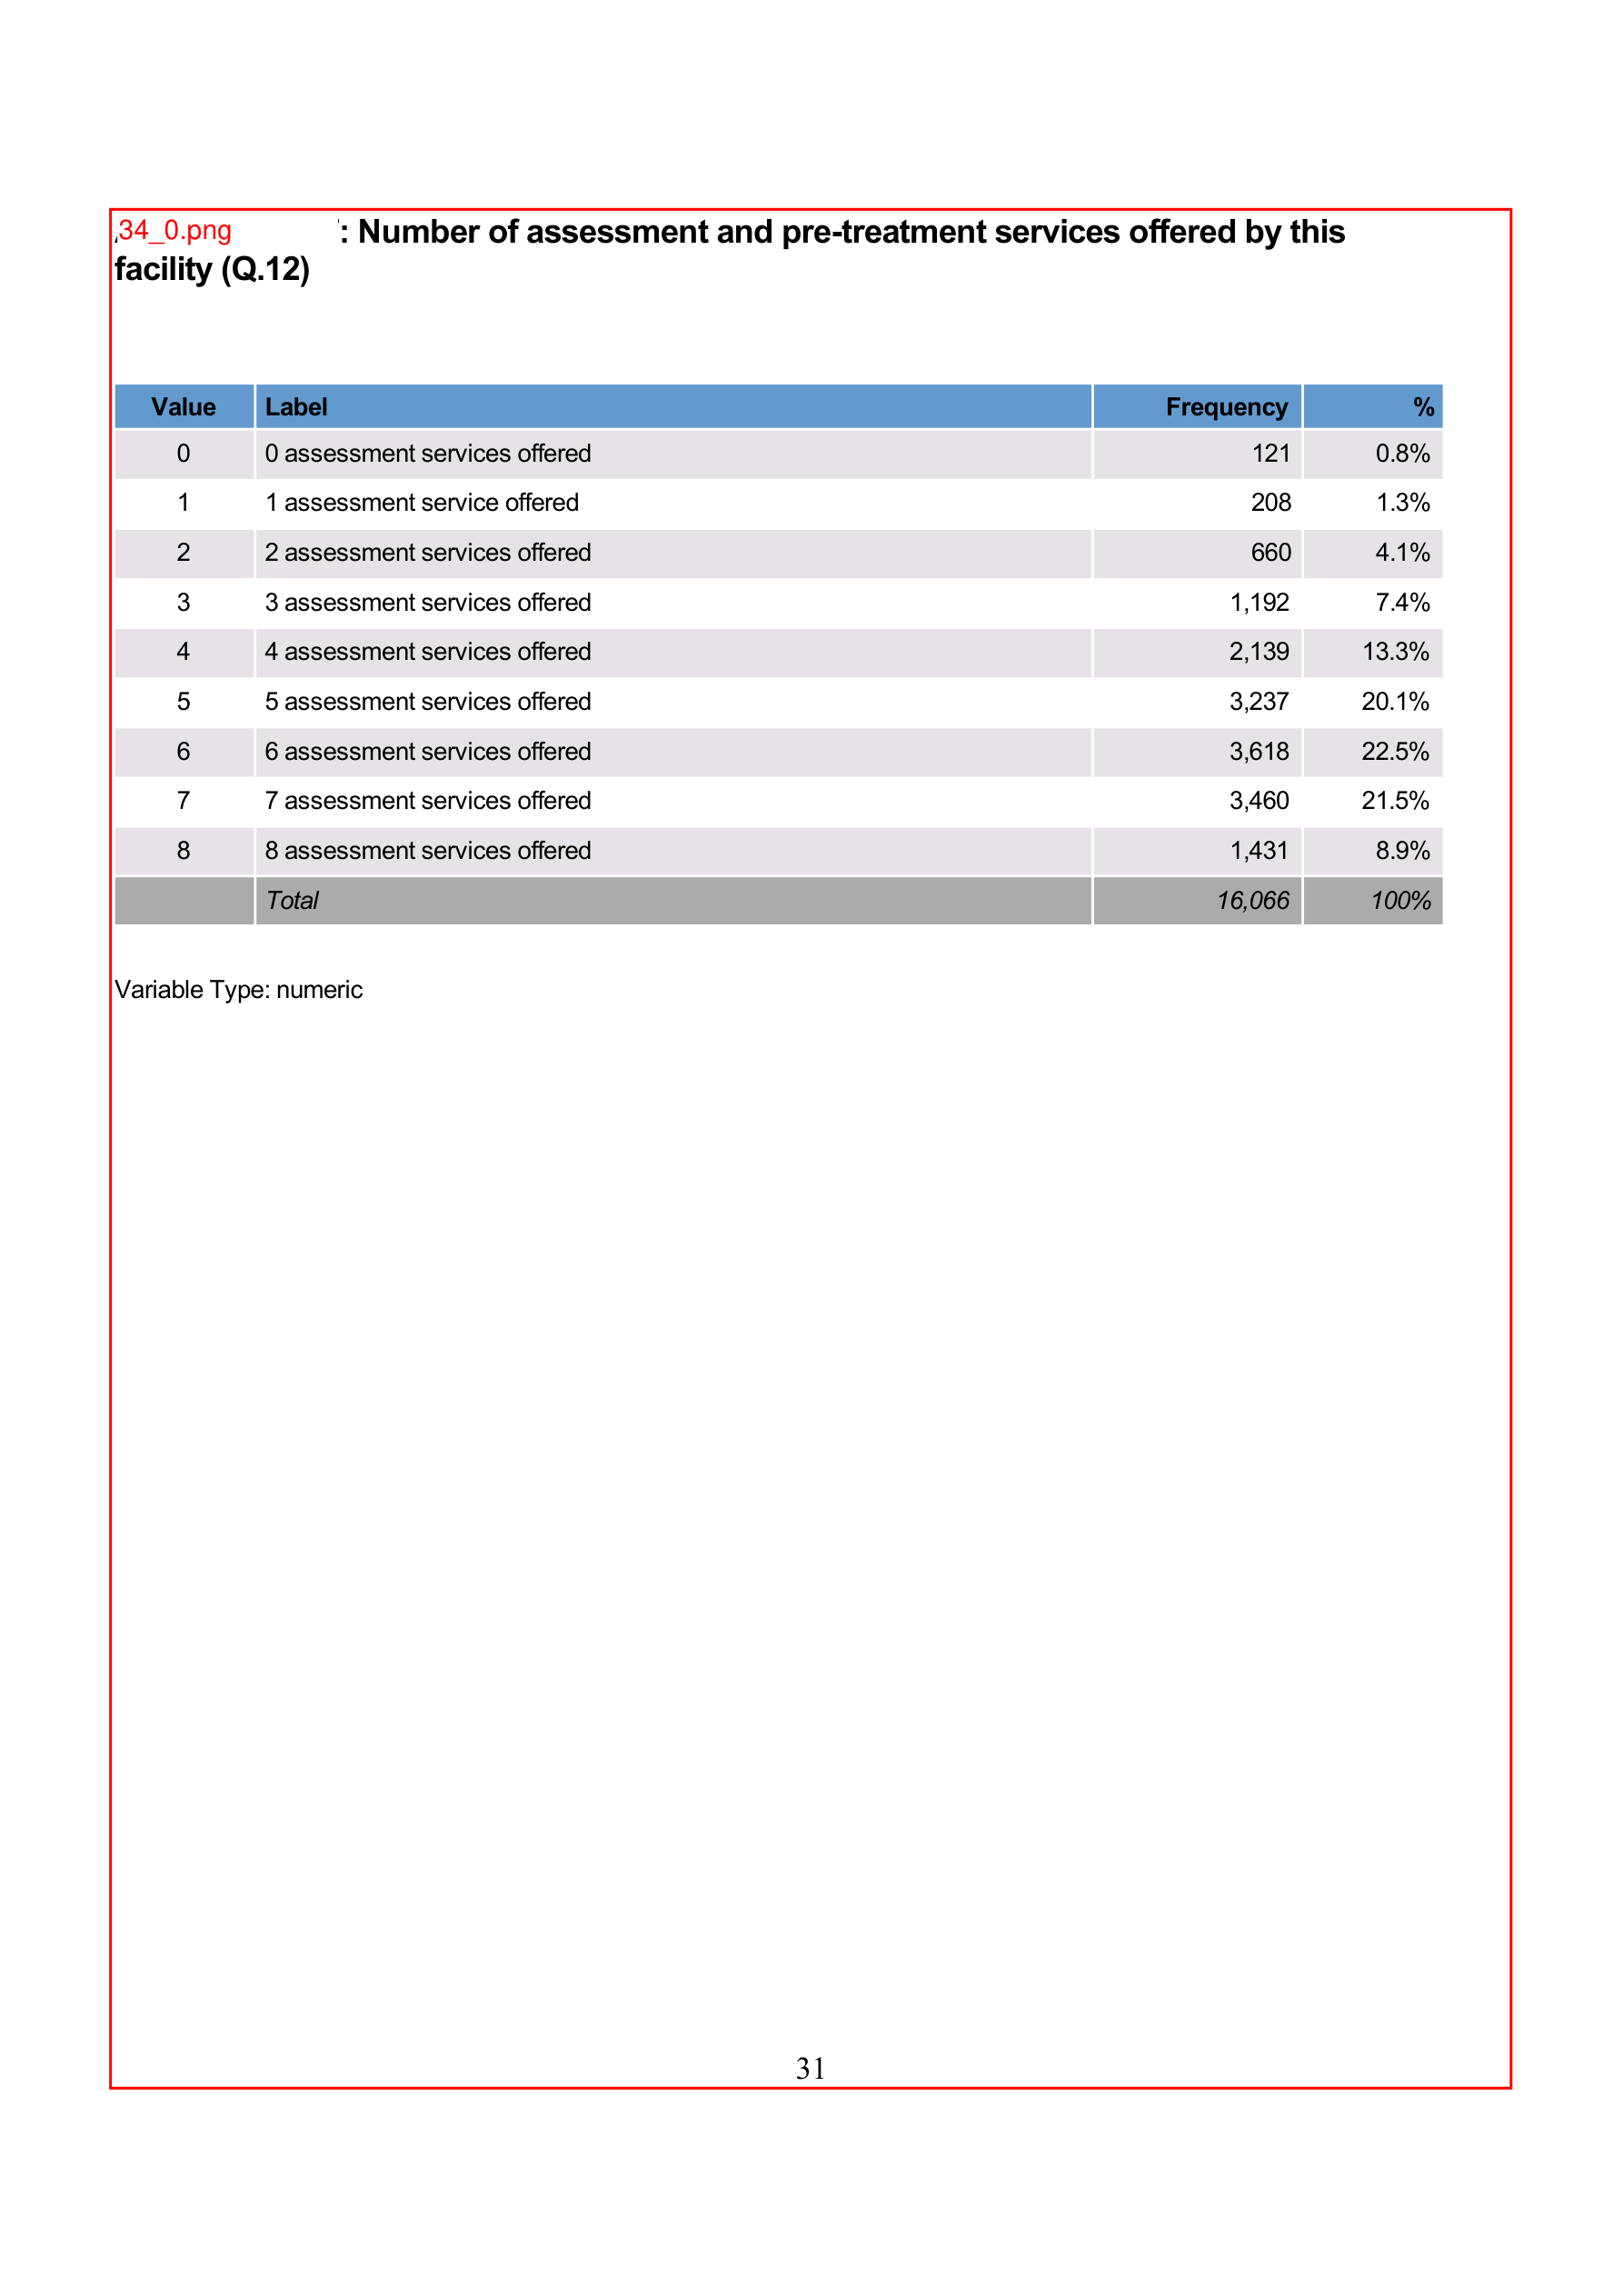 34_0.png : Number of assessment and pre-treatment services offered by this
facility (Q.12)
Value Label Frequency %
0 0 assessment services offered 121 0.8%
1 1 assessment service offered 208 1.3%
2 2 assessment services offered 660 4.1%
3 3 assessment services offered 1,192 7.4%
4 4 assessment services offered 2,139 13.3%
5 5 assessment services offered 3,237 20.1%
6 6 assessment services offered 3,618 22.5%
7 7 assessment services offered 3,460 21.5%
8 8 assessment services offered 1,431 8.9%
Total 16,066 100%
Variable Type: numeric
31